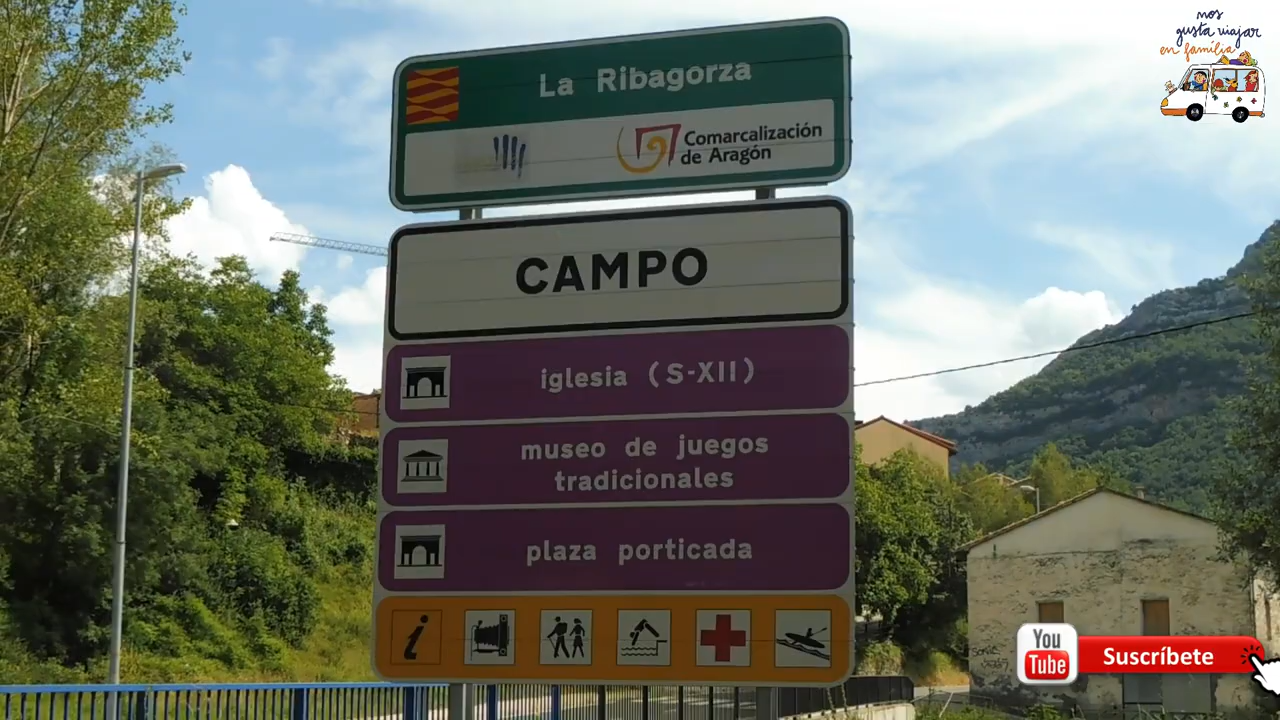 nos
gusta viajar
en família
La Ribagorza
Comarcalización
de Aragón
CAMPO
iglesia (S-XII)
museo de juegos
tradicionales
plaza porticada
i
You
Tube
Suscríbete